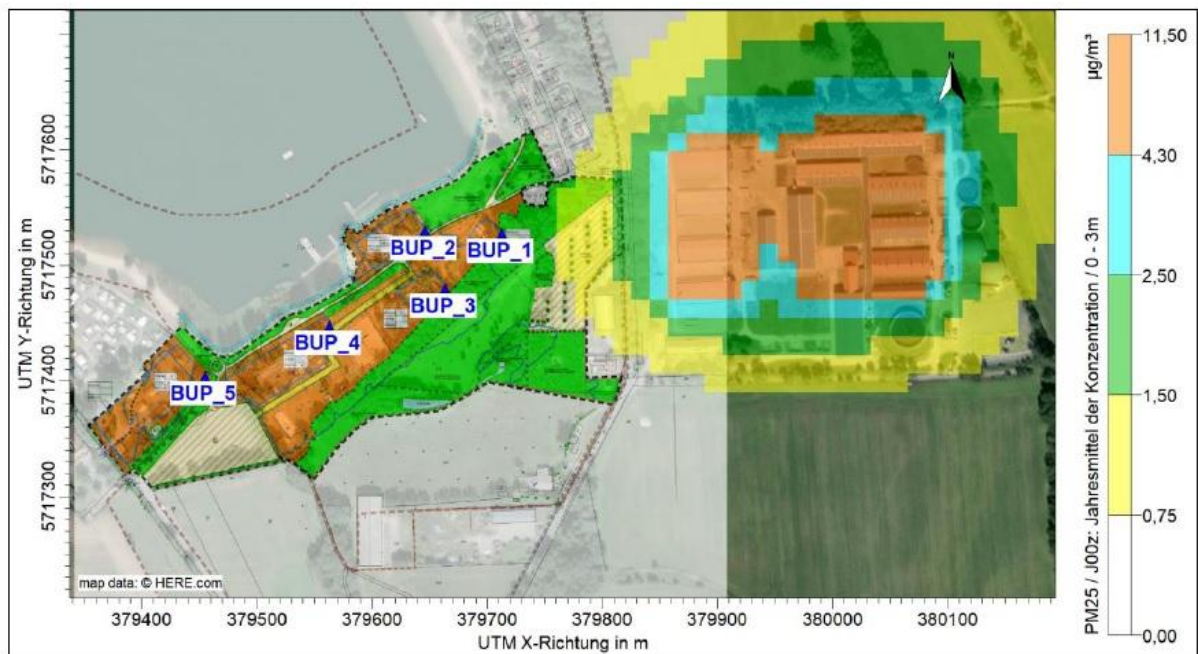 N
BUP_2
BUP_1
BUP_3
BUP_4
BUP_5
map data: © HERE.com
5717600
5717500
5717400
5717300
UTM Y-Richtung in m
379400
379500
379600
379700
379800
379900
380000
380100
UTM X-Richtung in m
µg/m³
11,50
4,30
2,50
1,50
0,75
0,00
PM25 / J00z: Jahresmittel der Konzentration / 0 - 3m